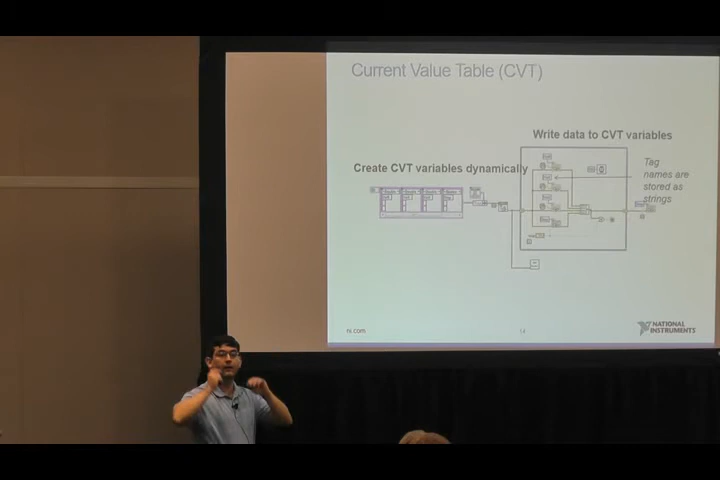 Current Value Table (CVT)
Write data to CVT variables
Create CVT variables dynamically
Tag
names are
stored as
strings
ni.com
14
NATIONAL
INSTRUMENTS